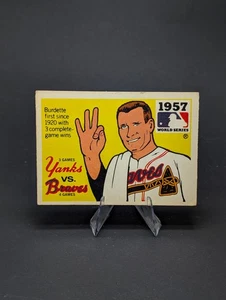 Burdette
first since
1920 with
3 complete-
game wins.
1957
WORLD SERIES
3 GAMES
Yanks
VS.
Braves
4 GAMES
aves